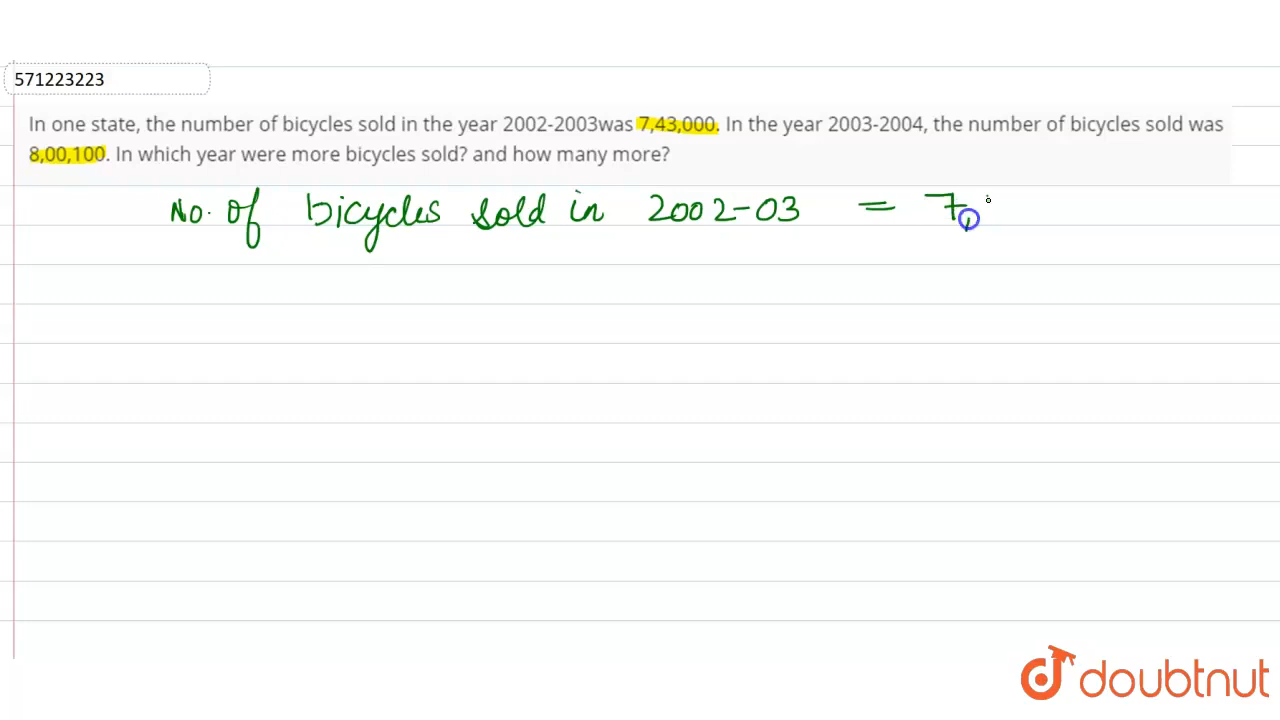 571223223
In one state, the number of bicycles sold in the year 2002-2003was 7,43,000. In the year 2003-2004, the number of bicycles sold was
8,00,100. In which year were more bicycles sold? and how many more?
No. of bicycles sold in 2002-03 = 7,
doubtnut